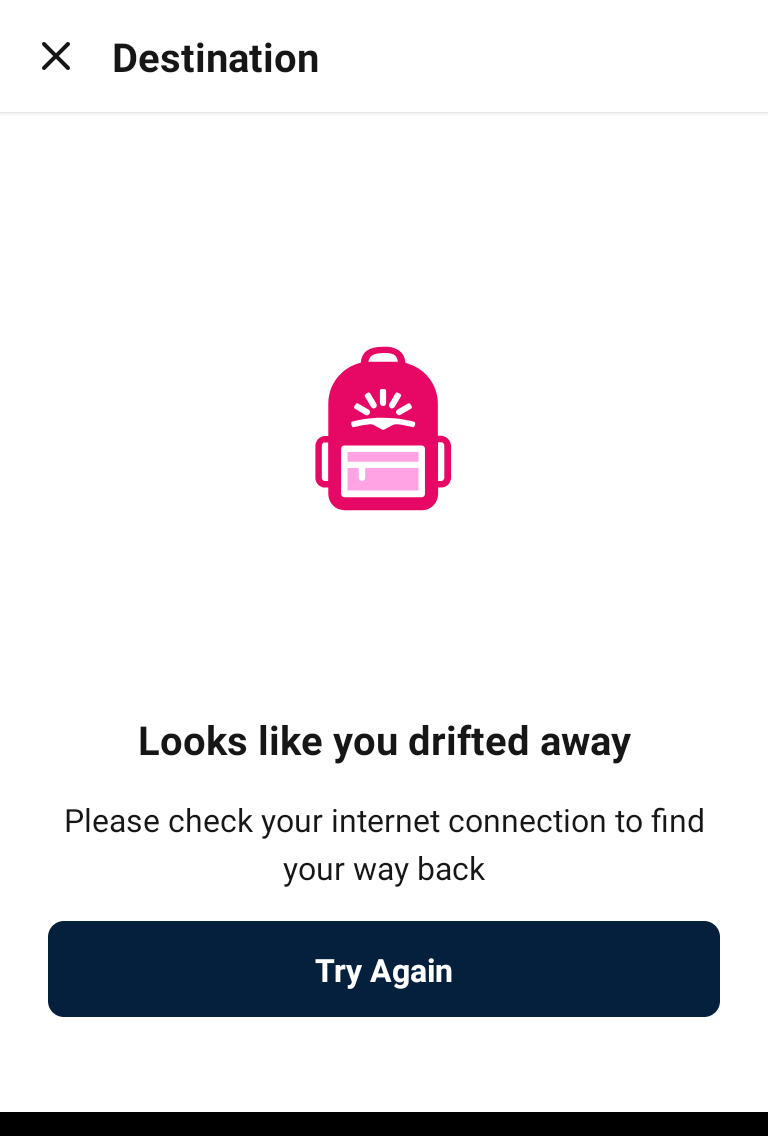 Destination
Looks like you drifted away
Please check your internet connection to find
your way back
Try Again